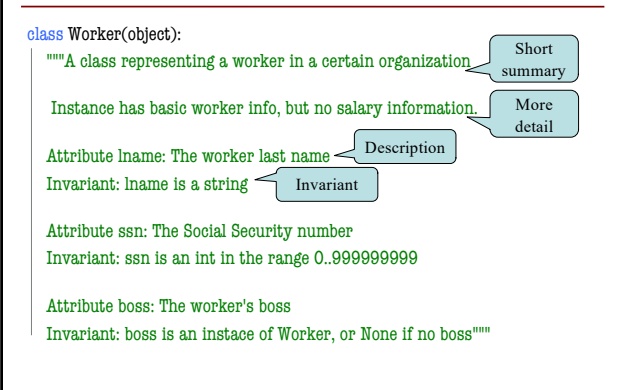 class Worker(object):
"""A class representing a worker in a certain organization
Short
summary
Instance has basic worker info, but no salary information.
More
detail
Attribute lname: The worker last name
Description
Invariant: lname is a string
Invariant
Attribute ssn: The Social Security number
Invariant: ssn is an int in the range 0..999999999
Attribute boss: The worker's boss
Invariant: boss is an instace of Worker, or None if no boss"""